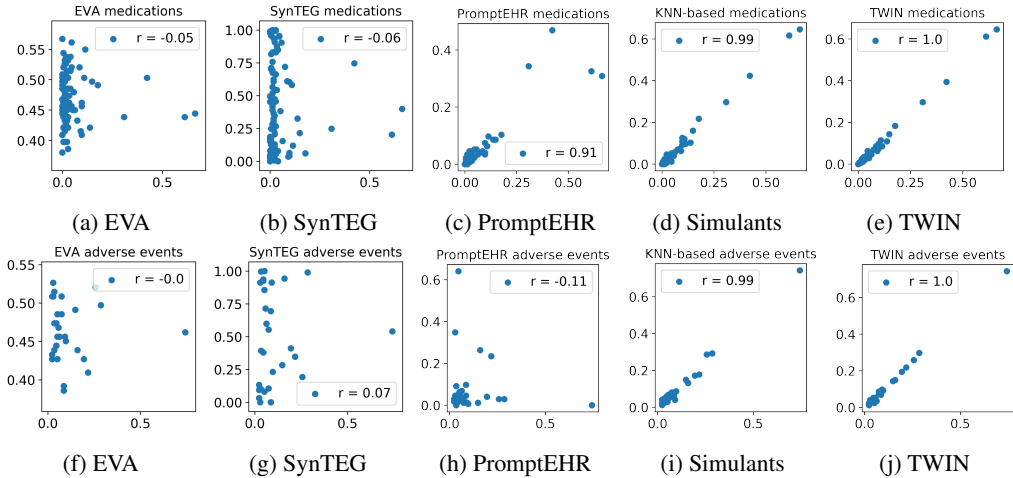 EVA medications
r = -0.05
0.55
0.50
0.45
0.40
0.0 0.5
(a) EVA
SynTEG medications
r = -0.06
1.00
0.75
0.50
0.25
0.00
0.0 0.5
(b) SynTEG
PromptEHR medications
0.4
0.2
0.0
r = 0.91
0.00 0.25 0.50
(c) PromptEHR
KNN-based medications
r = 0.99
0.6
0.4
0.2
0.0
0.00 0.25 0.50
(d) Simulants
TWIN medications
r = 1.0
0.6
0.4
0.2
0.0
0.00 0.25 0.50
(e) TWIN
EVA adverse events
r = -0.0
0.55
0.50
0.45
0.40
0.5
(f) EVA
SynTEG adverse events
1.00
0.75
0.50
0.25
0.00
r = 0.07
0.0 0.5
(g) SynTEG
PromptEHR adverse events
r = -0.11
0.6
0.4
0.2
0.0
0.0 0.5
(h) PromptEHR
KNN-based adverse events
r = 0.99
0.6
0.4
0.2
0.0
0.0 0.5
(i) Simulants
TWIN adverse events
r = 1.0
0.6
0.4
0.2
0.0
0.0 0.5
(j) TWIN